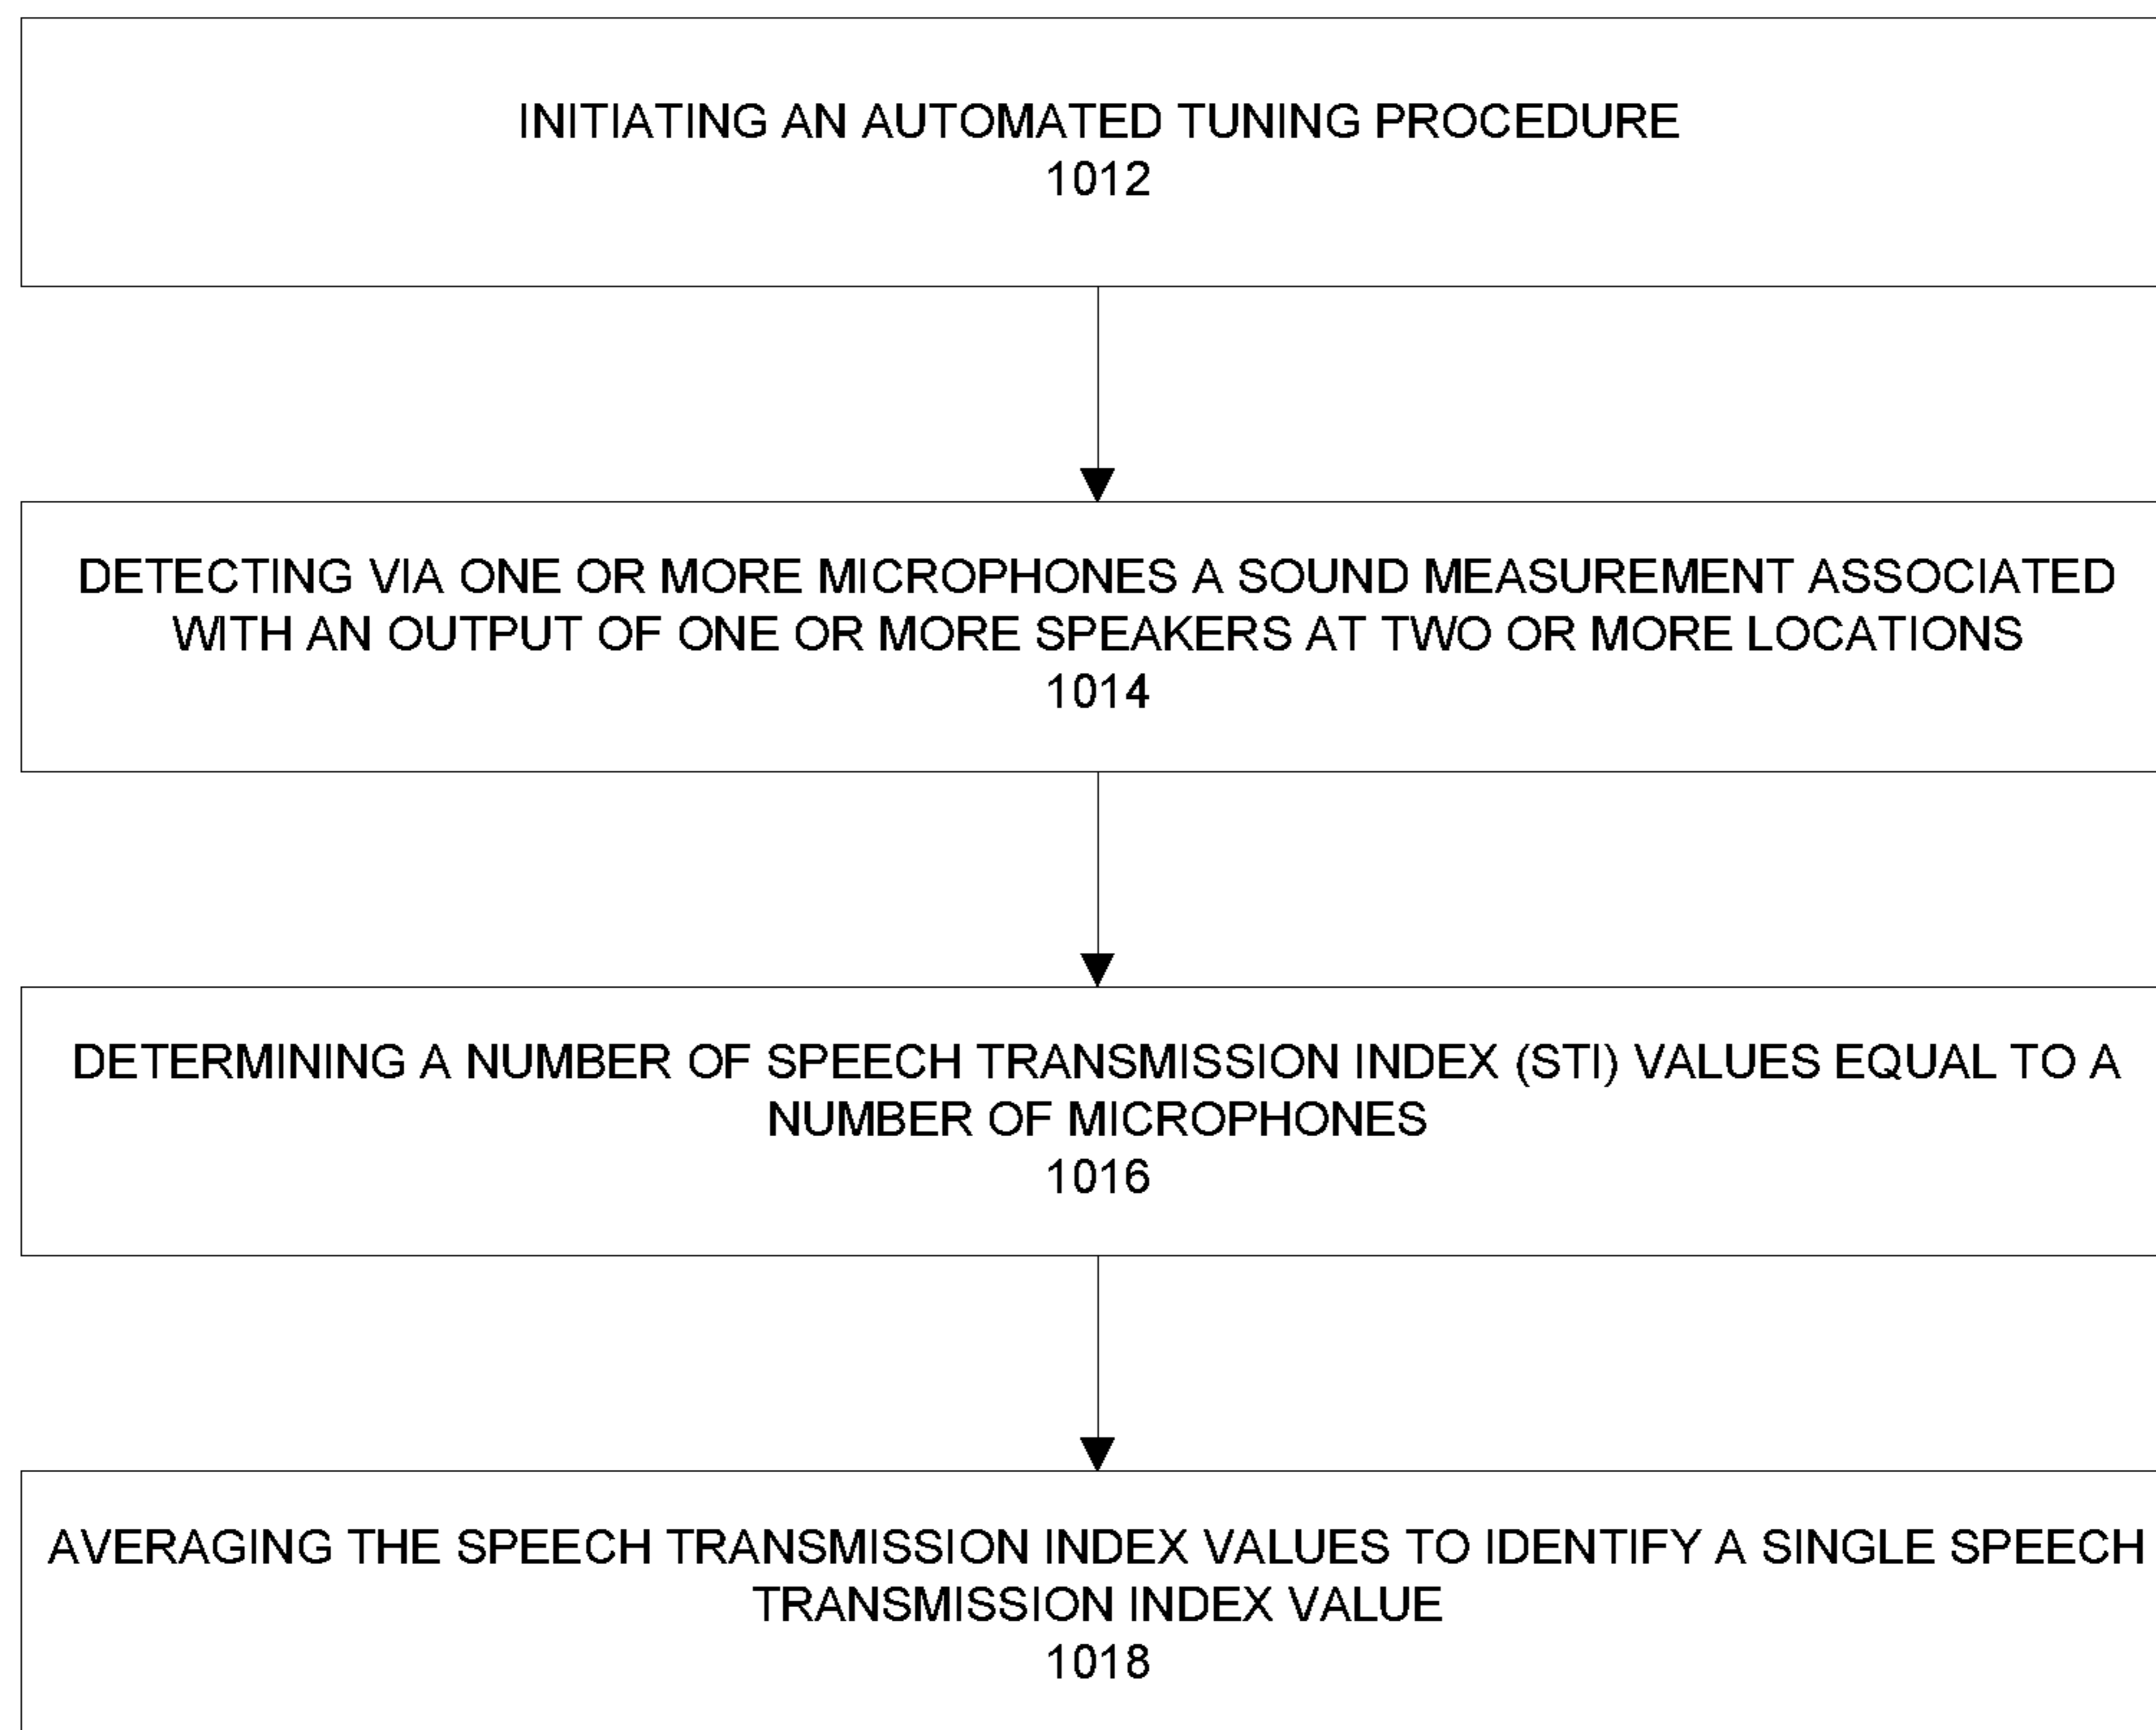 INITIATING AN AUTOMATED TUNING PROCEDURE
1012
DETECTING VIA ONE OR MORE MICROPHONES A SOUND MEASUREMENT ASSOCIATED
WITH AN OUTPUT OF ONE OR MORE SPEAKERS AT TWO OR MORE LOCATIONS
1014
DETERMINING A NUMBER OF SPEECH TRANSMISSION INDEX (STI) VALUES EQUAL TO A
NUMBER OF MICROPHONES
1016
AVERAGING THE SPEECH TRANSMISSION INDEX VALUES TO IDENTIFY A SINGLE SPEECH
TRANSMISSION INDEX VALUE
1018